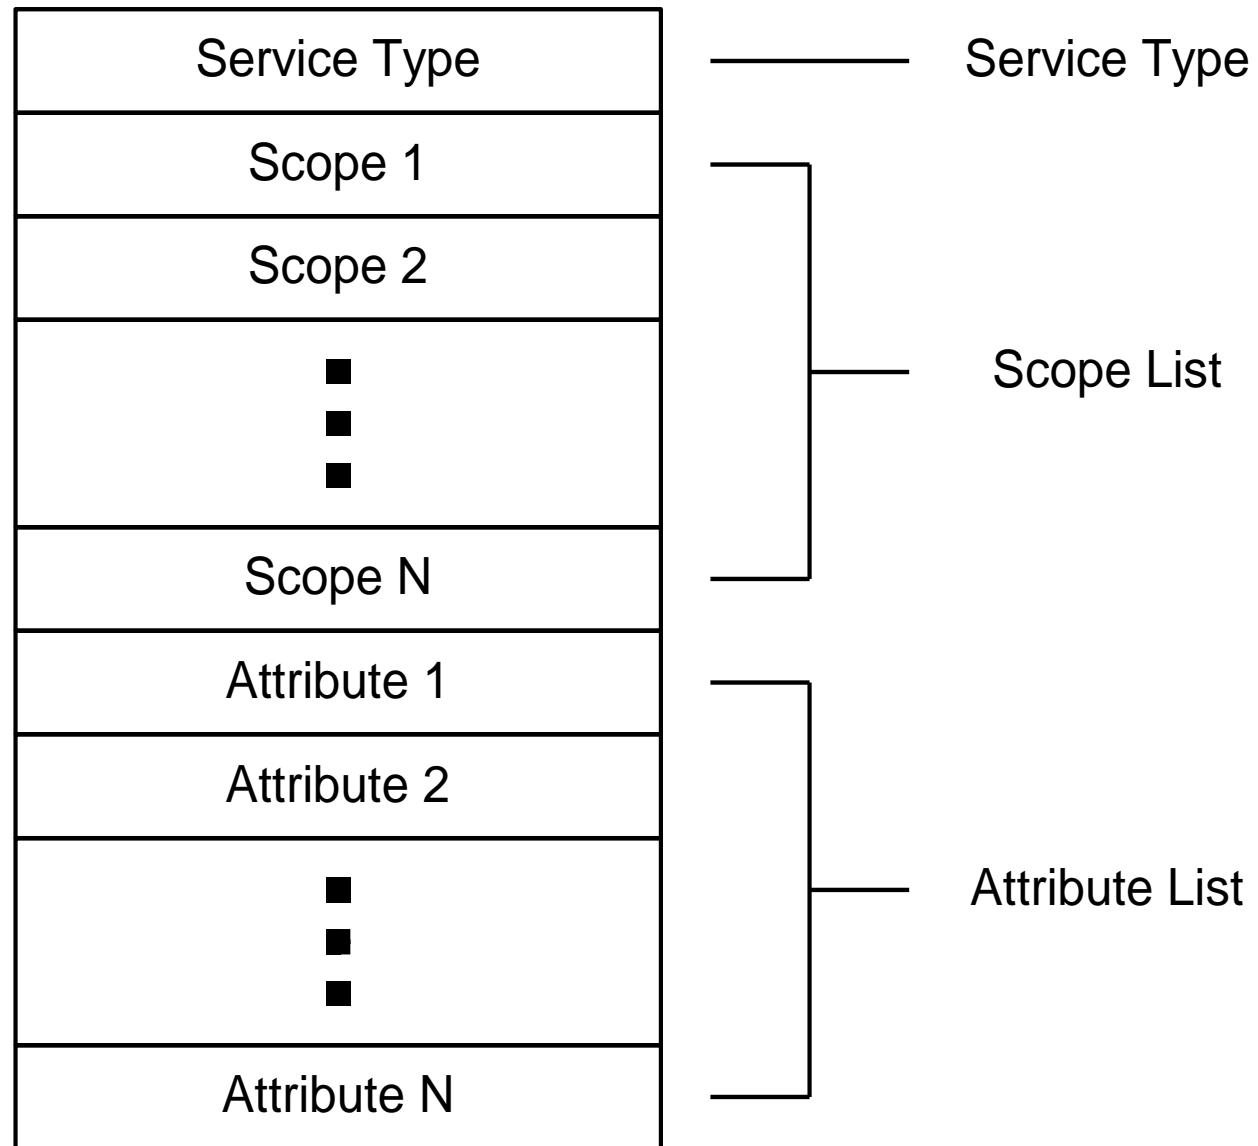 Service Type
Service Type
Scope 1
Scope 2
Scope List
Scope N
Attribute 1
Attribute 2
Attribute List
Attribute N